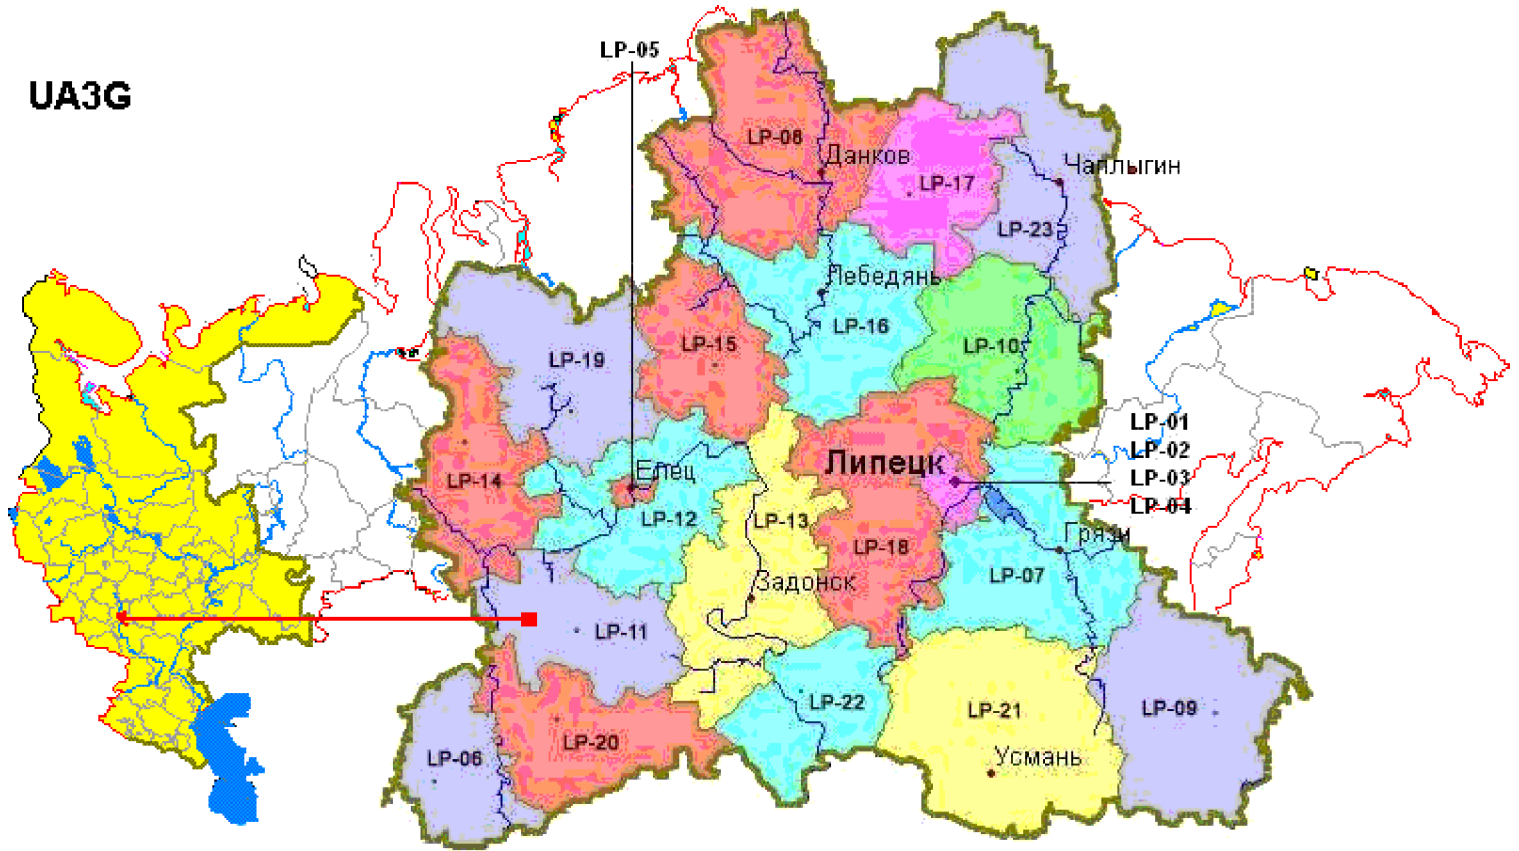 LP-05
UA3G
LP-08
Данков
LP-17
Чаплыгин
LP-23
Лебедянь
LP-16
LP-10
LP-15
LP-19
LP-01
LP-02
LP-03
LP-04
Липецк
Елец
LP-14
LP-12
LP-13
LP-18
Грязи
LP-07
Задонск
LP-11
LP-22
LP-21
LP-09
LP-20
LP-06
Усмань